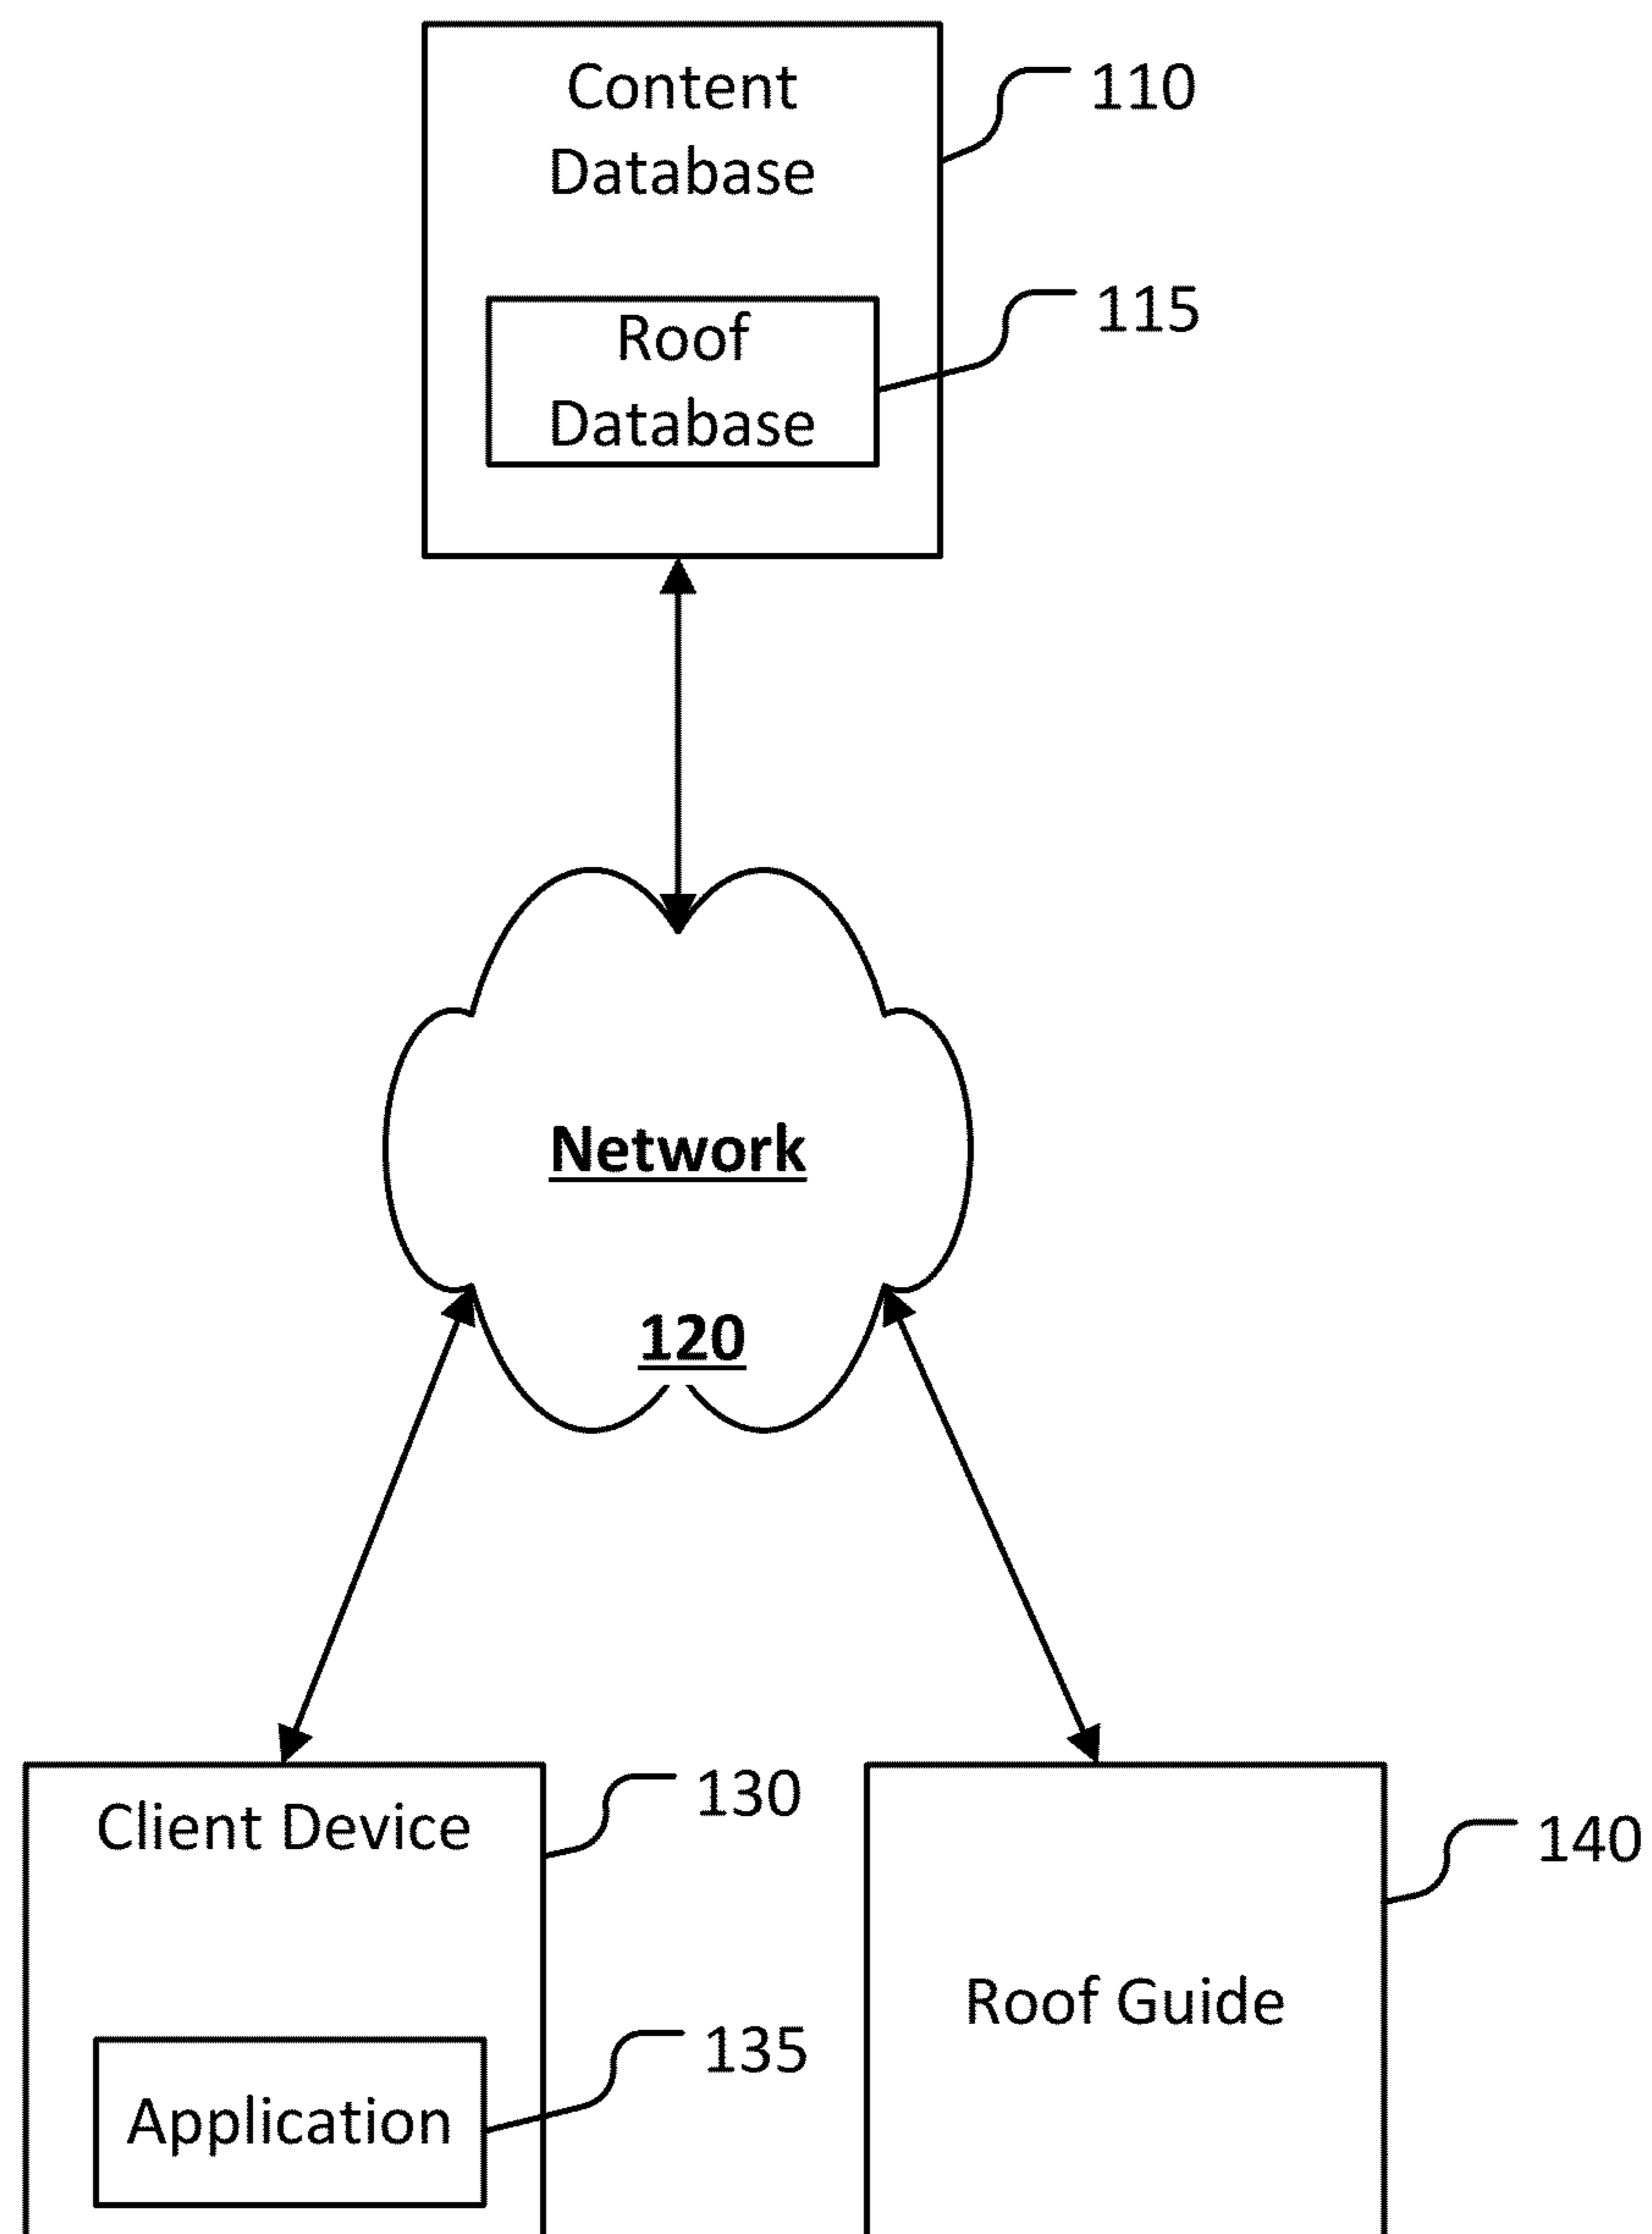 Content
Database
110
Roof
Database
115
Network
120
Client Device
130
Application
135
Roof Guide
140